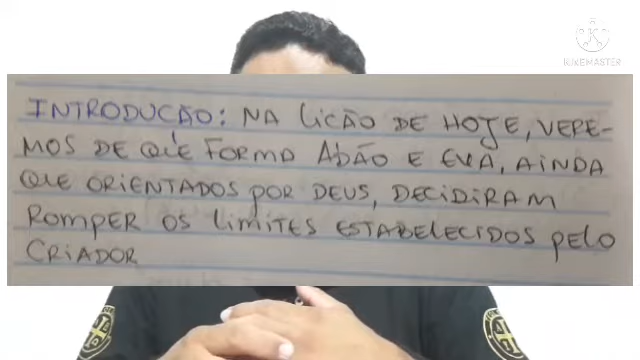 KINEMASTER
INTRODUÇÃO: NA LIÇÃO DE HOJE, VERE-
MOS DE QUE FORMA ADÃO E EVA, AINDA
QUE ORIENTADOS POR DEUS, DECIDIRAM
ROMPER OS LIMITES ESTABELECIDOS PELO
CRIADOR